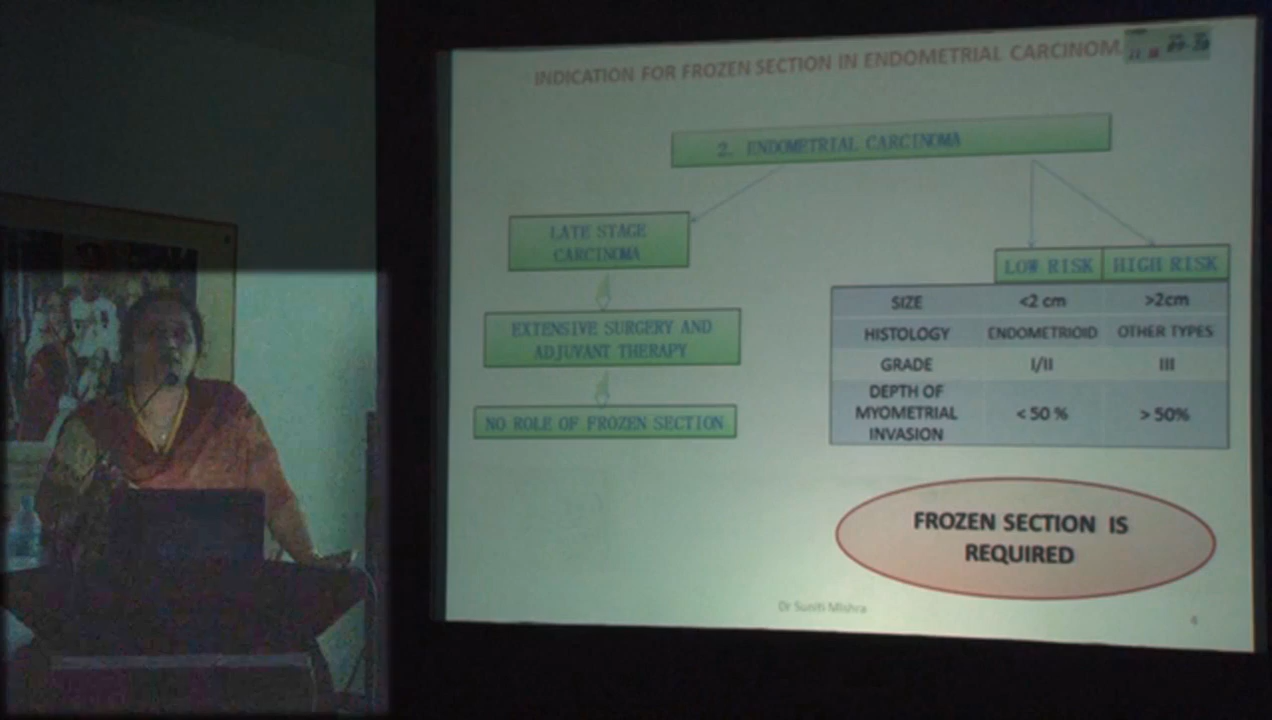 INDICATION FOR FROZEN SECTION IN ENDOMETRIAL CARCINOM
2. ENDOMETRIAL CARCINOMA
LATE STAGE
CARCINOMA
EXTENSIVE SURGERY AND
ADJUVANT THERAPY
NO ROLE OF FROZEN SECTION
LOW RISK HIGH RISK
SIZE <2 cm >2cm
HISTOLOGY ENDOMETRIOID OTHER TYPES
GRADE I/II III
DEPTH OF
MYOMETRIAL < 50 % > 50%
INVASION
FROZEN SECTION IS
REQUIRED
Dr Suniti Mishra